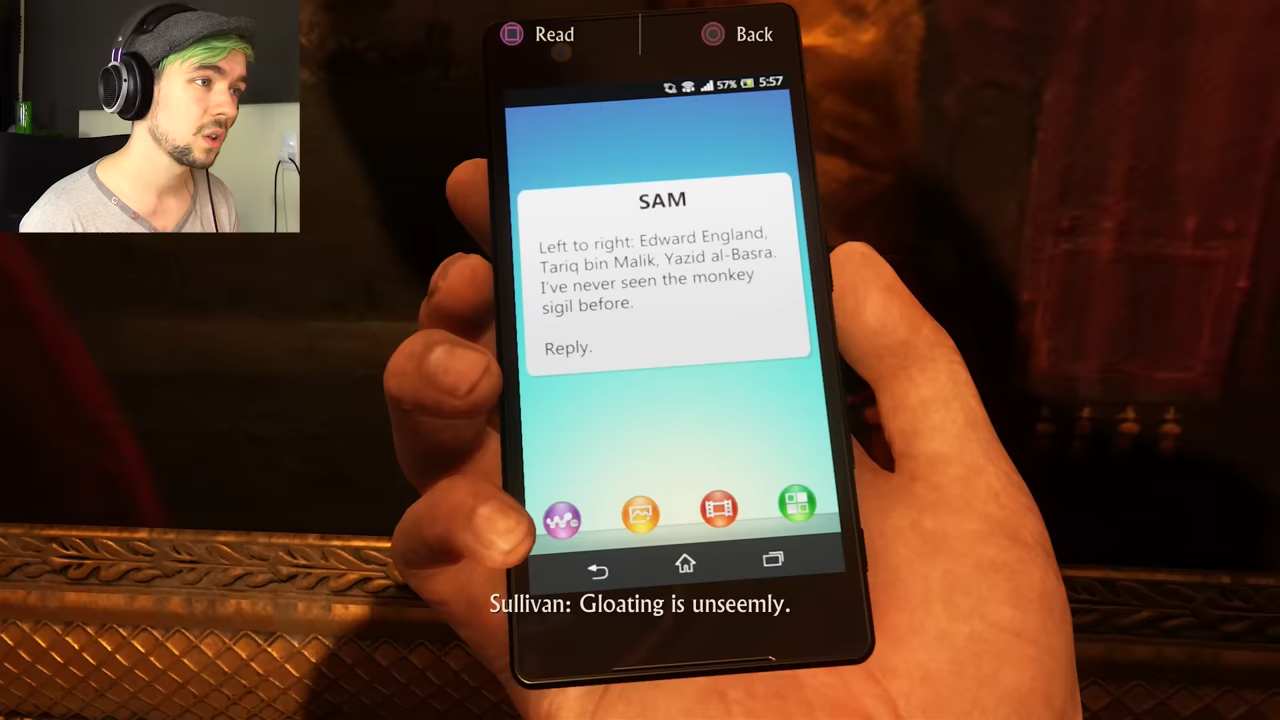 Read
Back
57% 5:57
SAM
Left to right: Edward England,
Tariq bin Malik, Yazid al-Basra.
I've never seen the monkey
sigil before.
Reply.
Sullivan: Gloating is unseemly.